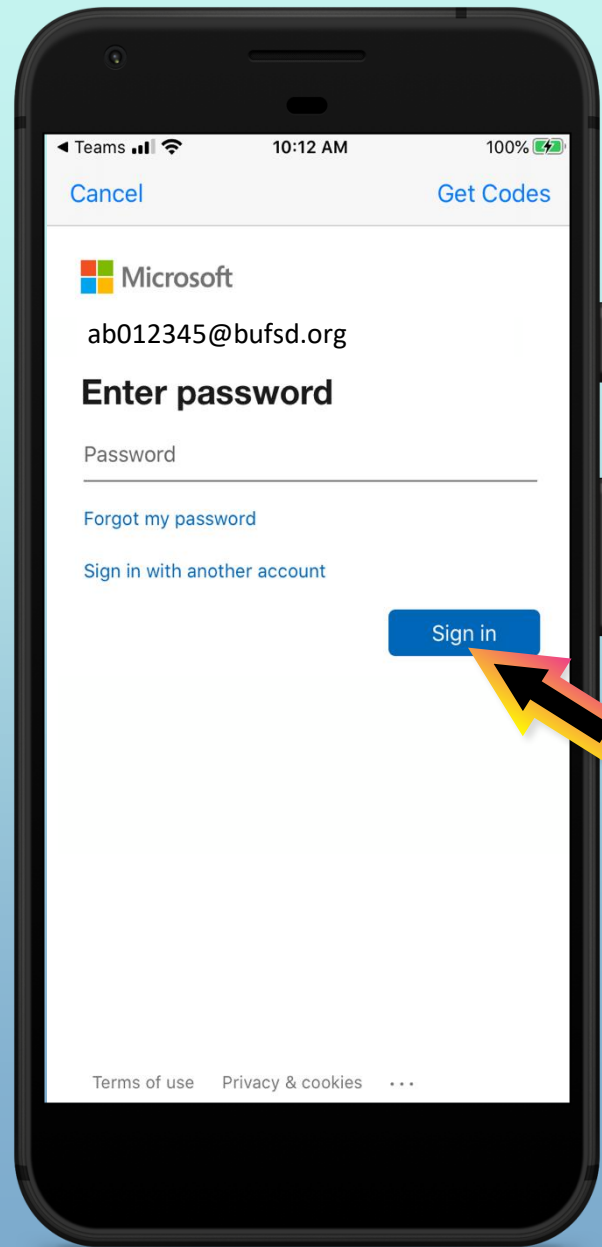 ◀ Teams 10:12 AM 100%
Cancel Get Codes
Microsoft
ab012345@bufsd.org
Enter password
Password
Forgot my password
Sign in with another account
Sign in
Terms of use Privacy & cookies ...